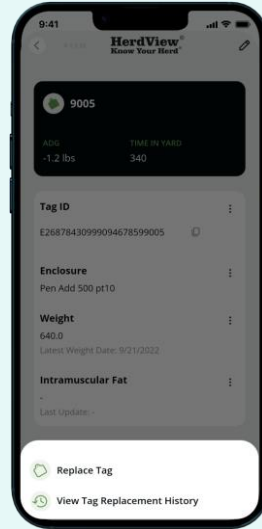 9:41
HerdView®
Know Your Herd®
9005
ADG
TIME IN YARD
-1.2 lbs
340
Tag ID
E26878430999094678599005
Enclosure
Pen Add 500 pt10
Weight
640.0
Latest Weight Date: 9/21/2022
Intramuscular Fat
-
Last Update: -
Replace Tag
View Tag Replacement History